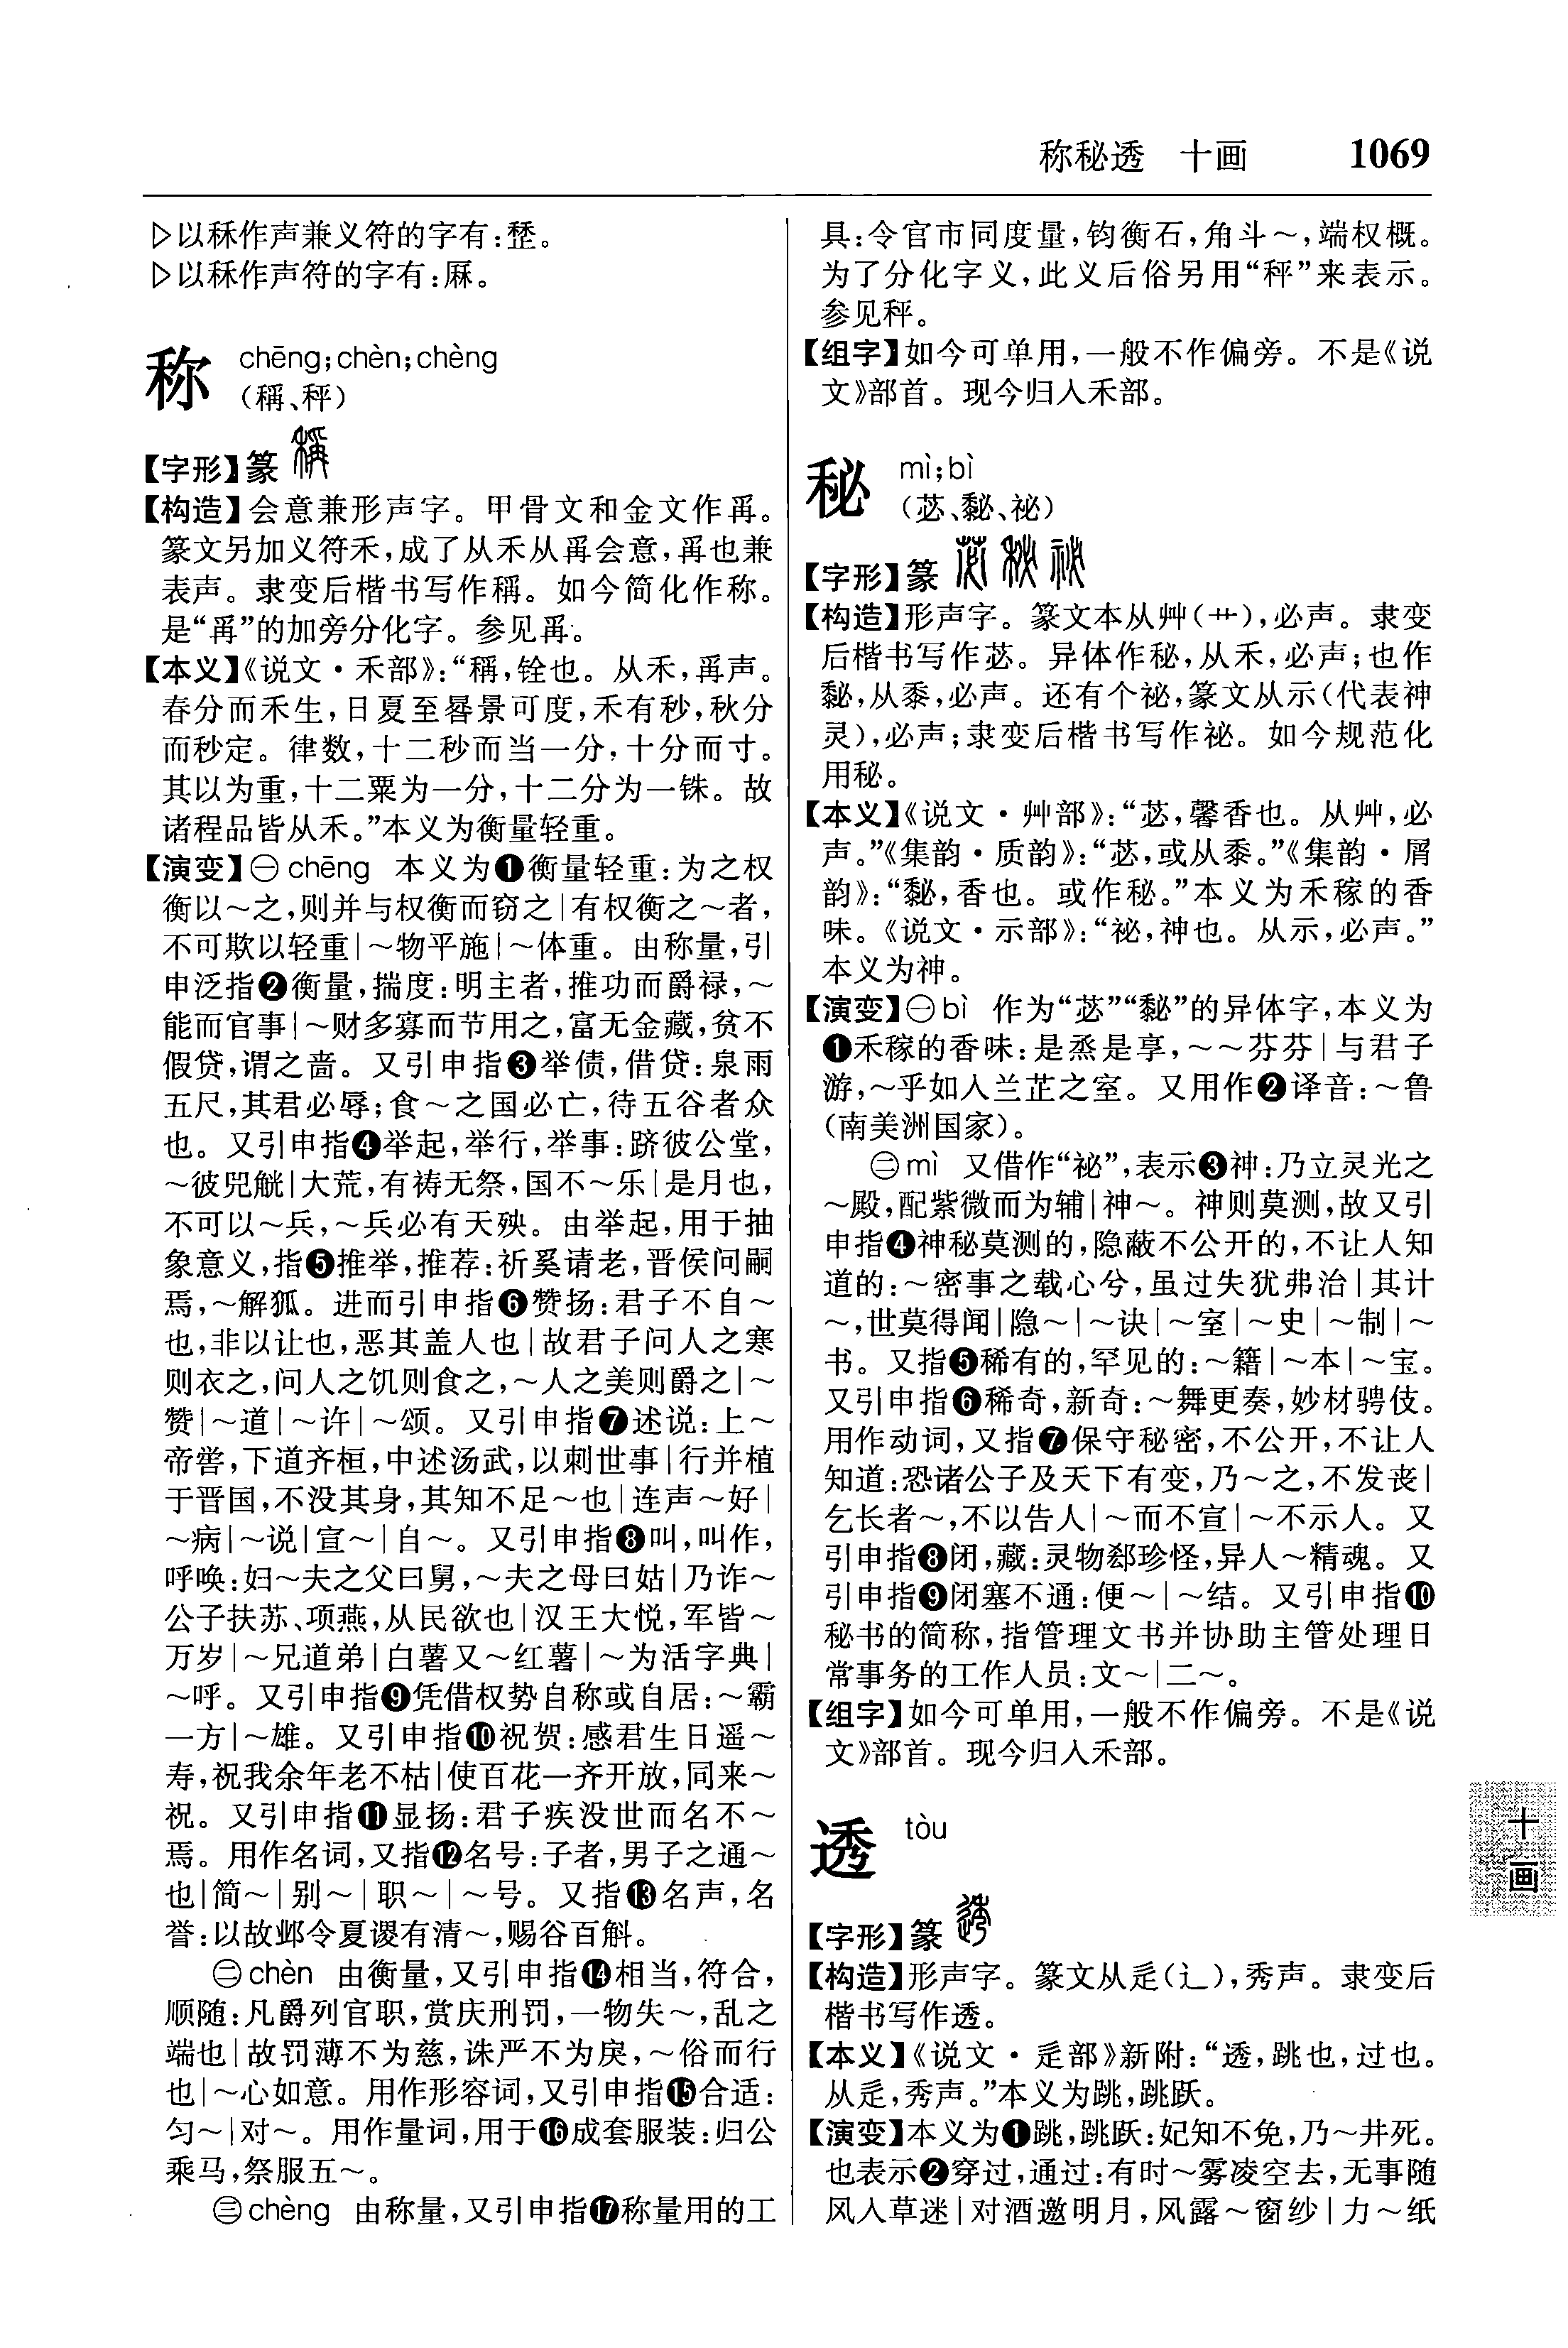 称秘透　十画　1069
▷以秝作声兼义符的字有:歷。
▷以秝作声符的字有:厤。
称 chēng;chèn;chèng
(稱、秤)
【字形】篆
【构造】会意兼形声字。甲骨文和金文作爯。
篆文另加义符禾,成了从禾从爯会意,爯也兼
表声。隶变后楷书写作稱。如今简化作称。
是“爯”的加旁分化字。参见爯。
【本义】《说文·禾部》:“稱,铨也。从禾,爯声。
春分而禾生,日夏至晷景可度,禾有秒,秋分
而秒定。律数,十二秒而当一分,十分而寸。
其以为重,十二粟为一分,十二分为一铢。故
诸程品皆从禾。”本义为衡量轻重。
【演变】㊀chēng 本义为❶衡量轻重:为之权
衡以～之,则并与权衡而窃之|有权衡之～者,
不可欺以轻重|～物平施|～体重。由称量,引
申泛指❷衡量,揣度:明主者,推功而爵禄,～
能而官事|～财多寡而节用之,富无金藏,贫不
假贷,谓之啬。又引申指❸举债,借贷:泉雨
五尺,其君必辱;食～之国必亡,待五谷者众
也。又引申指❹举起,举行,举事:跻彼公堂,
～彼兕觥|大荒,有祷无祭,国不～乐|是月也,
不可以～兵,～兵必有天殃。由举起,用于抽
象意义,指❺推举,推荐:祈奚请老,晋侯问嗣
焉,～解狐。进而引申指❻赞扬:君子不自～
也,非以让也,恶其盖人也|故君子问人之寒
则衣之,问人之饥则食之,～人之美则爵之|～
赞|～道|～许|～颂。又引申指❼述说:上～
帝喾,下道齐桓,中述汤武,以刺世事|行并植
于晋国,不没其身,其知不足～也|连声～好|
～病|～说|宣～|自～。又引申指❽叫,叫作,
呼唤:妇～夫之父曰舅,～夫之母曰姑|乃诈～
公子扶苏、项燕,从民欲也|汉王大悦,军皆～
万岁|～兄道弟|白薯又～红薯|～为活字典|
～呼。又引申指❾凭借权势自称或自居:～霸
一方|～雄。又引申指❿祝贺:感君生日遥～
寿,祝我余年老不枯|使百花一齐开放,同来～
祝。又引申指⓫显扬:君子疾没世而名不～
焉。用作名词,又指⓬名号:子者,男子之通～
也|简～|别～|职～|～号。又指⓭名声,名
誉:以故邺令夏谡有清～,赐谷百斛。
㊁chèn 由衡量,又引申指⓮相当,符合,
顺随:凡爵列官职,赏庆刑罚,一物失～,乱之
端也|故罚薄不为慈,诛严不为戾,～俗而行
也|～心如意。用作形容词,又引申指⓯合适:
匀～|对～。用作量词,用于⓰成套服装:归公
乘马,祭服五～。
㊂chèng 由称量,又引申指⓱称量用的工
具:令官市同度量,钧衡石,角斗～,端权概。
为了分化字义,此义后俗另用“秤”来表示。
参见秤。
【组字】如今可单用,一般不作偏旁。不是《说
文》部首。现今归入禾部。
秘 mì;bì
(苾、䬛、祕)
【字形】篆
【构造】形声字。篆文本从艸(艹),必声。隶变
后楷书写作苾。异体作秘,从禾,必声;也作
䬛,从黍,必声。还有个祕,篆文从示(代表神
灵),必声;隶变后楷书写作祕。如今规范化
用秘。
【本义】《说文·艸部》:“苾,馨香也。从艸,必
声。”《集韵·质韵》:“苾,或从黍。”《集韵·屑
韵》:“䬛,香也。或作秘。”本义为禾稼的香
味。《说文·示部》:“祕,神也。从示,必声。”
本义为神。
【演变】㊀bì 作为“苾”“䬛”的异体字,本义为
❶禾稼的香味:是烝是享,～～芬芬|与君子
游,～乎如入兰芷之室。又用作❷译音:～鲁
(南美洲国家)。
㊁mì 又借作“祕”,表示❸神:乃立灵光之
～殿,配紫微而为辅|神～。神则莫测,故又引
申指❹神秘莫测的,隐蔽不公开的,不让人知
道的:～密事之载心兮,虽过失犹弗治|其计
～,世莫得闻|隐～|～诀|～室|～史|～制|～
书。又指❺稀有的,罕见的:～籍|～本|～宝。
又引申指❻稀奇,新奇:～舞更奏,妙材骋伎。
用作动词,又指❼保守秘密,不公开,不让人
知道:恐诸公子及天下有变,乃～之,不发丧|
乞长者～,不以告人|～而不宣|～不示人。又
引申指❽闭,藏:灵物郄珍怪,异人～精魂。又
引申指❾闭塞不通:便～|～结。又引申指❿
秘书的简称,指管理文书并协助主管处理日
常事务的工作人员:文～|二～。
【组字】如今可单用,一般不作偏旁。不是《说
文》部首。现今归入禾部。
透 tòu
【字形】篆
【构造】形声字。篆文从辵(辶),秀声。隶变后
楷书写作透。
【本义】《说文·辵部》新附:“透,跳也,过也。
从辵,秀声。”本义为跳,跳跃。
【演变】本义为❶跳,跳跃:妃知不免,乃～井死。
也表示❷穿过,通过:有时～雾凌空去,无事随
风入草迷|对酒邀明月,风露～窗纱|力～纸
十画